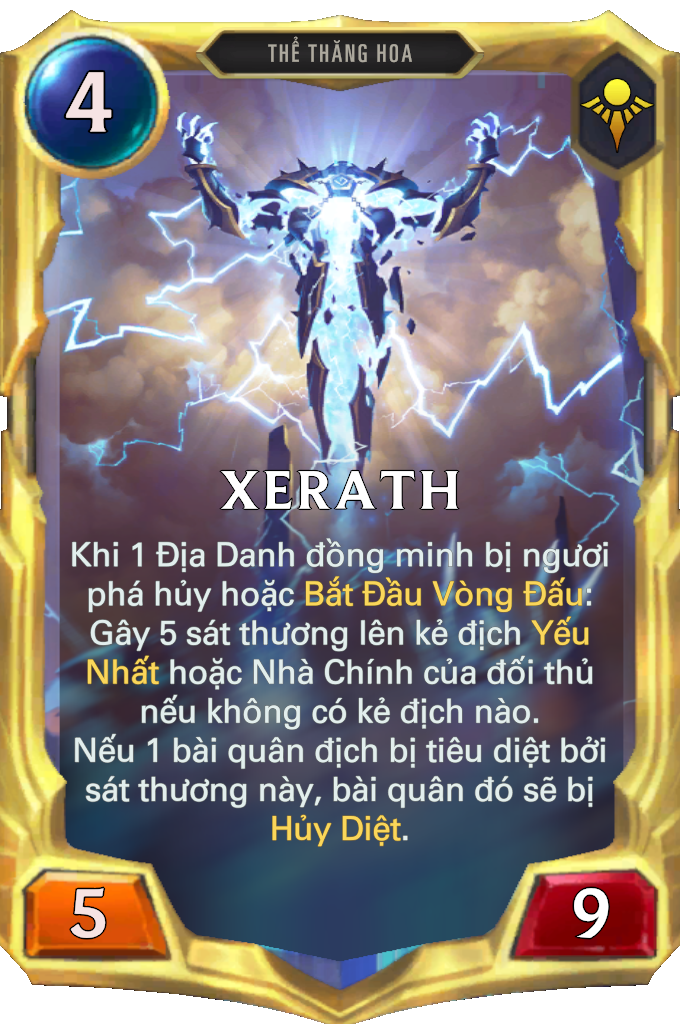 THỂ THĂNG HOA
4
XERATH
Khi 1 Địa Danh đồng minh bị ngươi
phá hủy hoặc Bắt Đầu Vòng Đấu:
Gây 5 sát thương lên kẻ địch Yếu
Nhất hoặc Nhà Chính của đối thủ
nếu không có kẻ địch nào.
Nếu 1 bài quân địch bị tiêu diệt bởi
sát thương này, bài quân đó sẽ bị
Hủy Diệt.
5
9